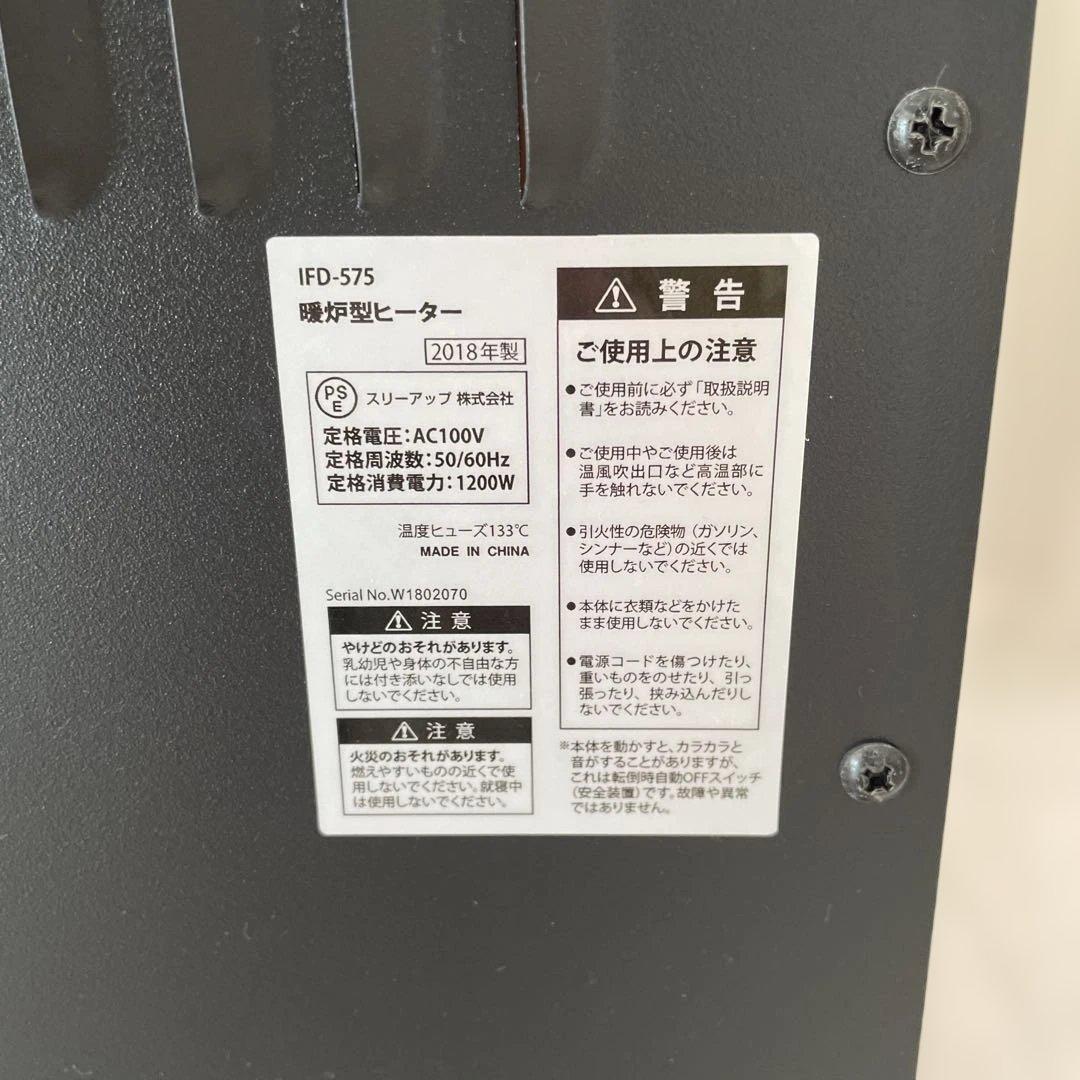 IFD-575
暖炉型ヒーター
2018年製
PS
E
スリーアップ 株式会社
定格電圧:AC100V
定格周波数:50/60Hz
定格消費電力:1200W
温度ヒューズ133℃
MADE IN CHINA
Serial No.W1802070
注意
やけどのおそれがあります。
乳幼児や身体の不自由な方
には付き添いなしでは使用
しないでください。
注意
火災のおそれがあります。
燃えやすいものの近くで使
用しないでください。就寝中
は使用しないでください。
警告
ご使用上の注意
●ご使用前に必ず「取扱説明
書」をお読みください。
●ご使用中やご使用後は
温風吹出口など高温部に
手を触れないでください。
●引火性の危険物(ガソリン、
シンナーなど)の近くでは
使用しないでください。
●本体に衣類などをかけた
まま使用しないでください。
●電源コードを傷つけたり、
重いものをのせたり、引っ
張ったり、挟み込んだりし
ないでください。
※本体を動かすと、カラカラと
音がすることがありますが、
これは転倒時自動OFFスイッチ
(安全装置)です。故障や異常
ではありません。